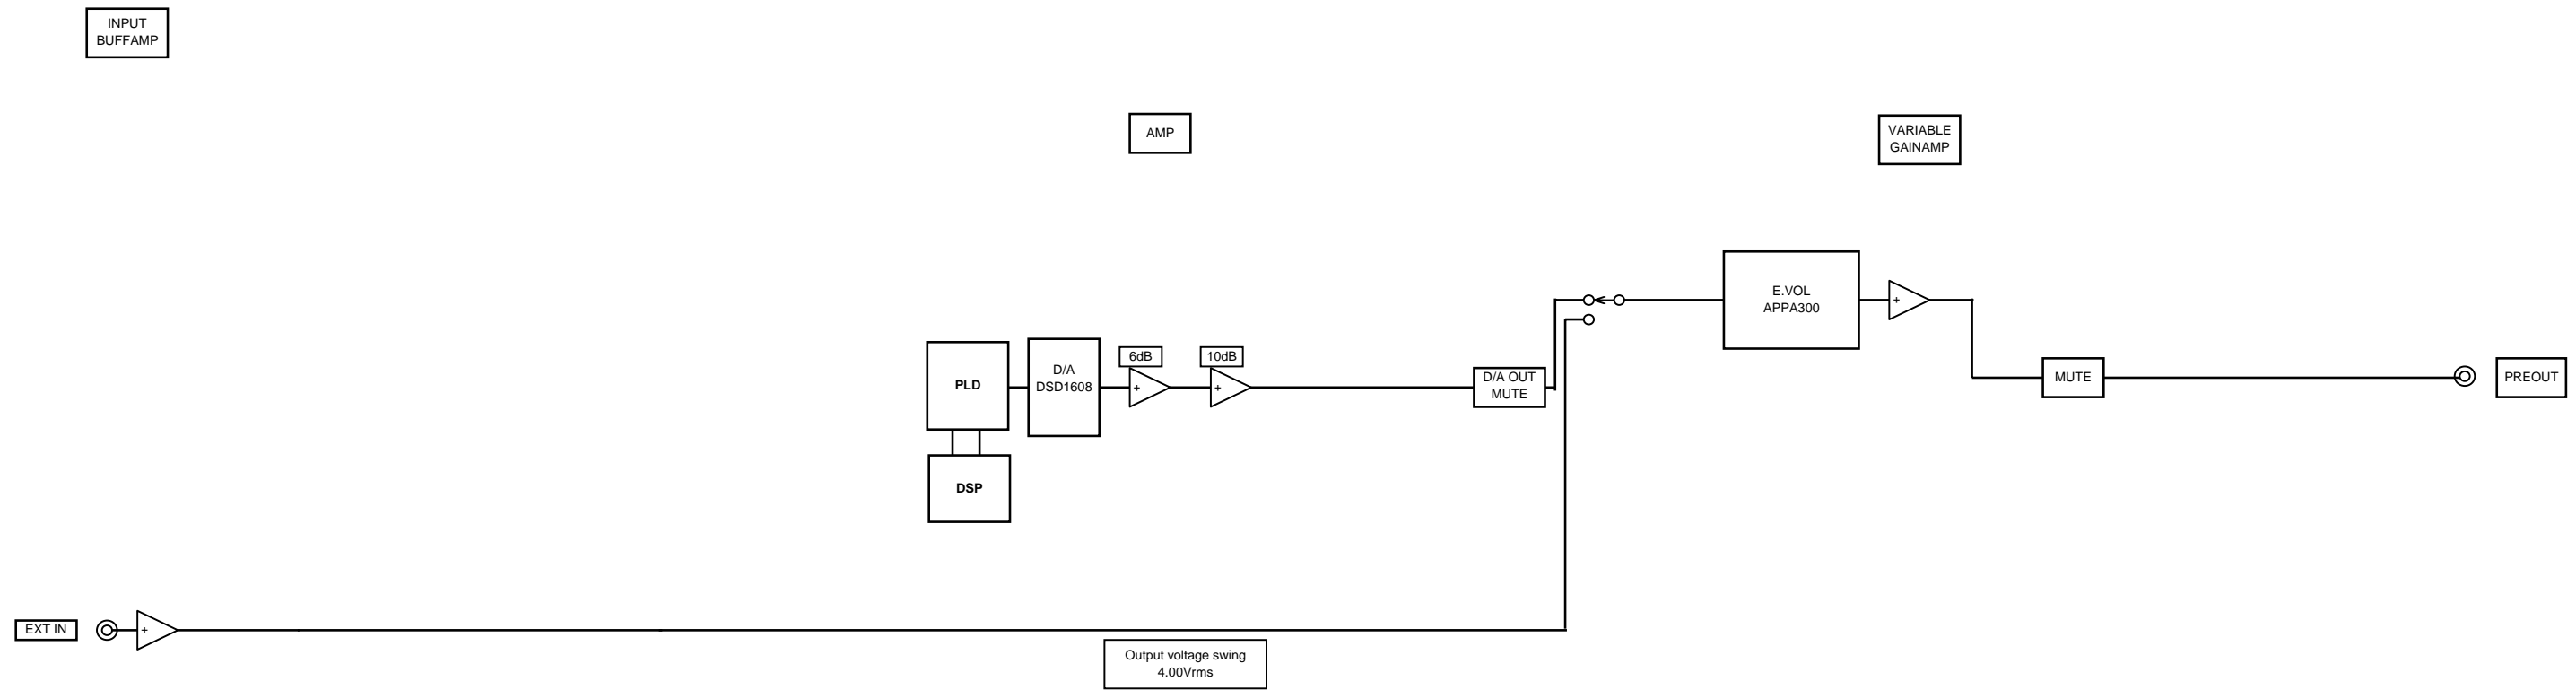 INPUT
BUFFAMP
AMP
VARIABLE
GAINAMP
E.VOL
APPA300
6dB
10dB
D/A
DSD1608
PLD
+
+
+
D/A OUT
MUTE
MUTE
PREOUT
DSP
EXT IN
+
Output voltage swing
4.00Vrms